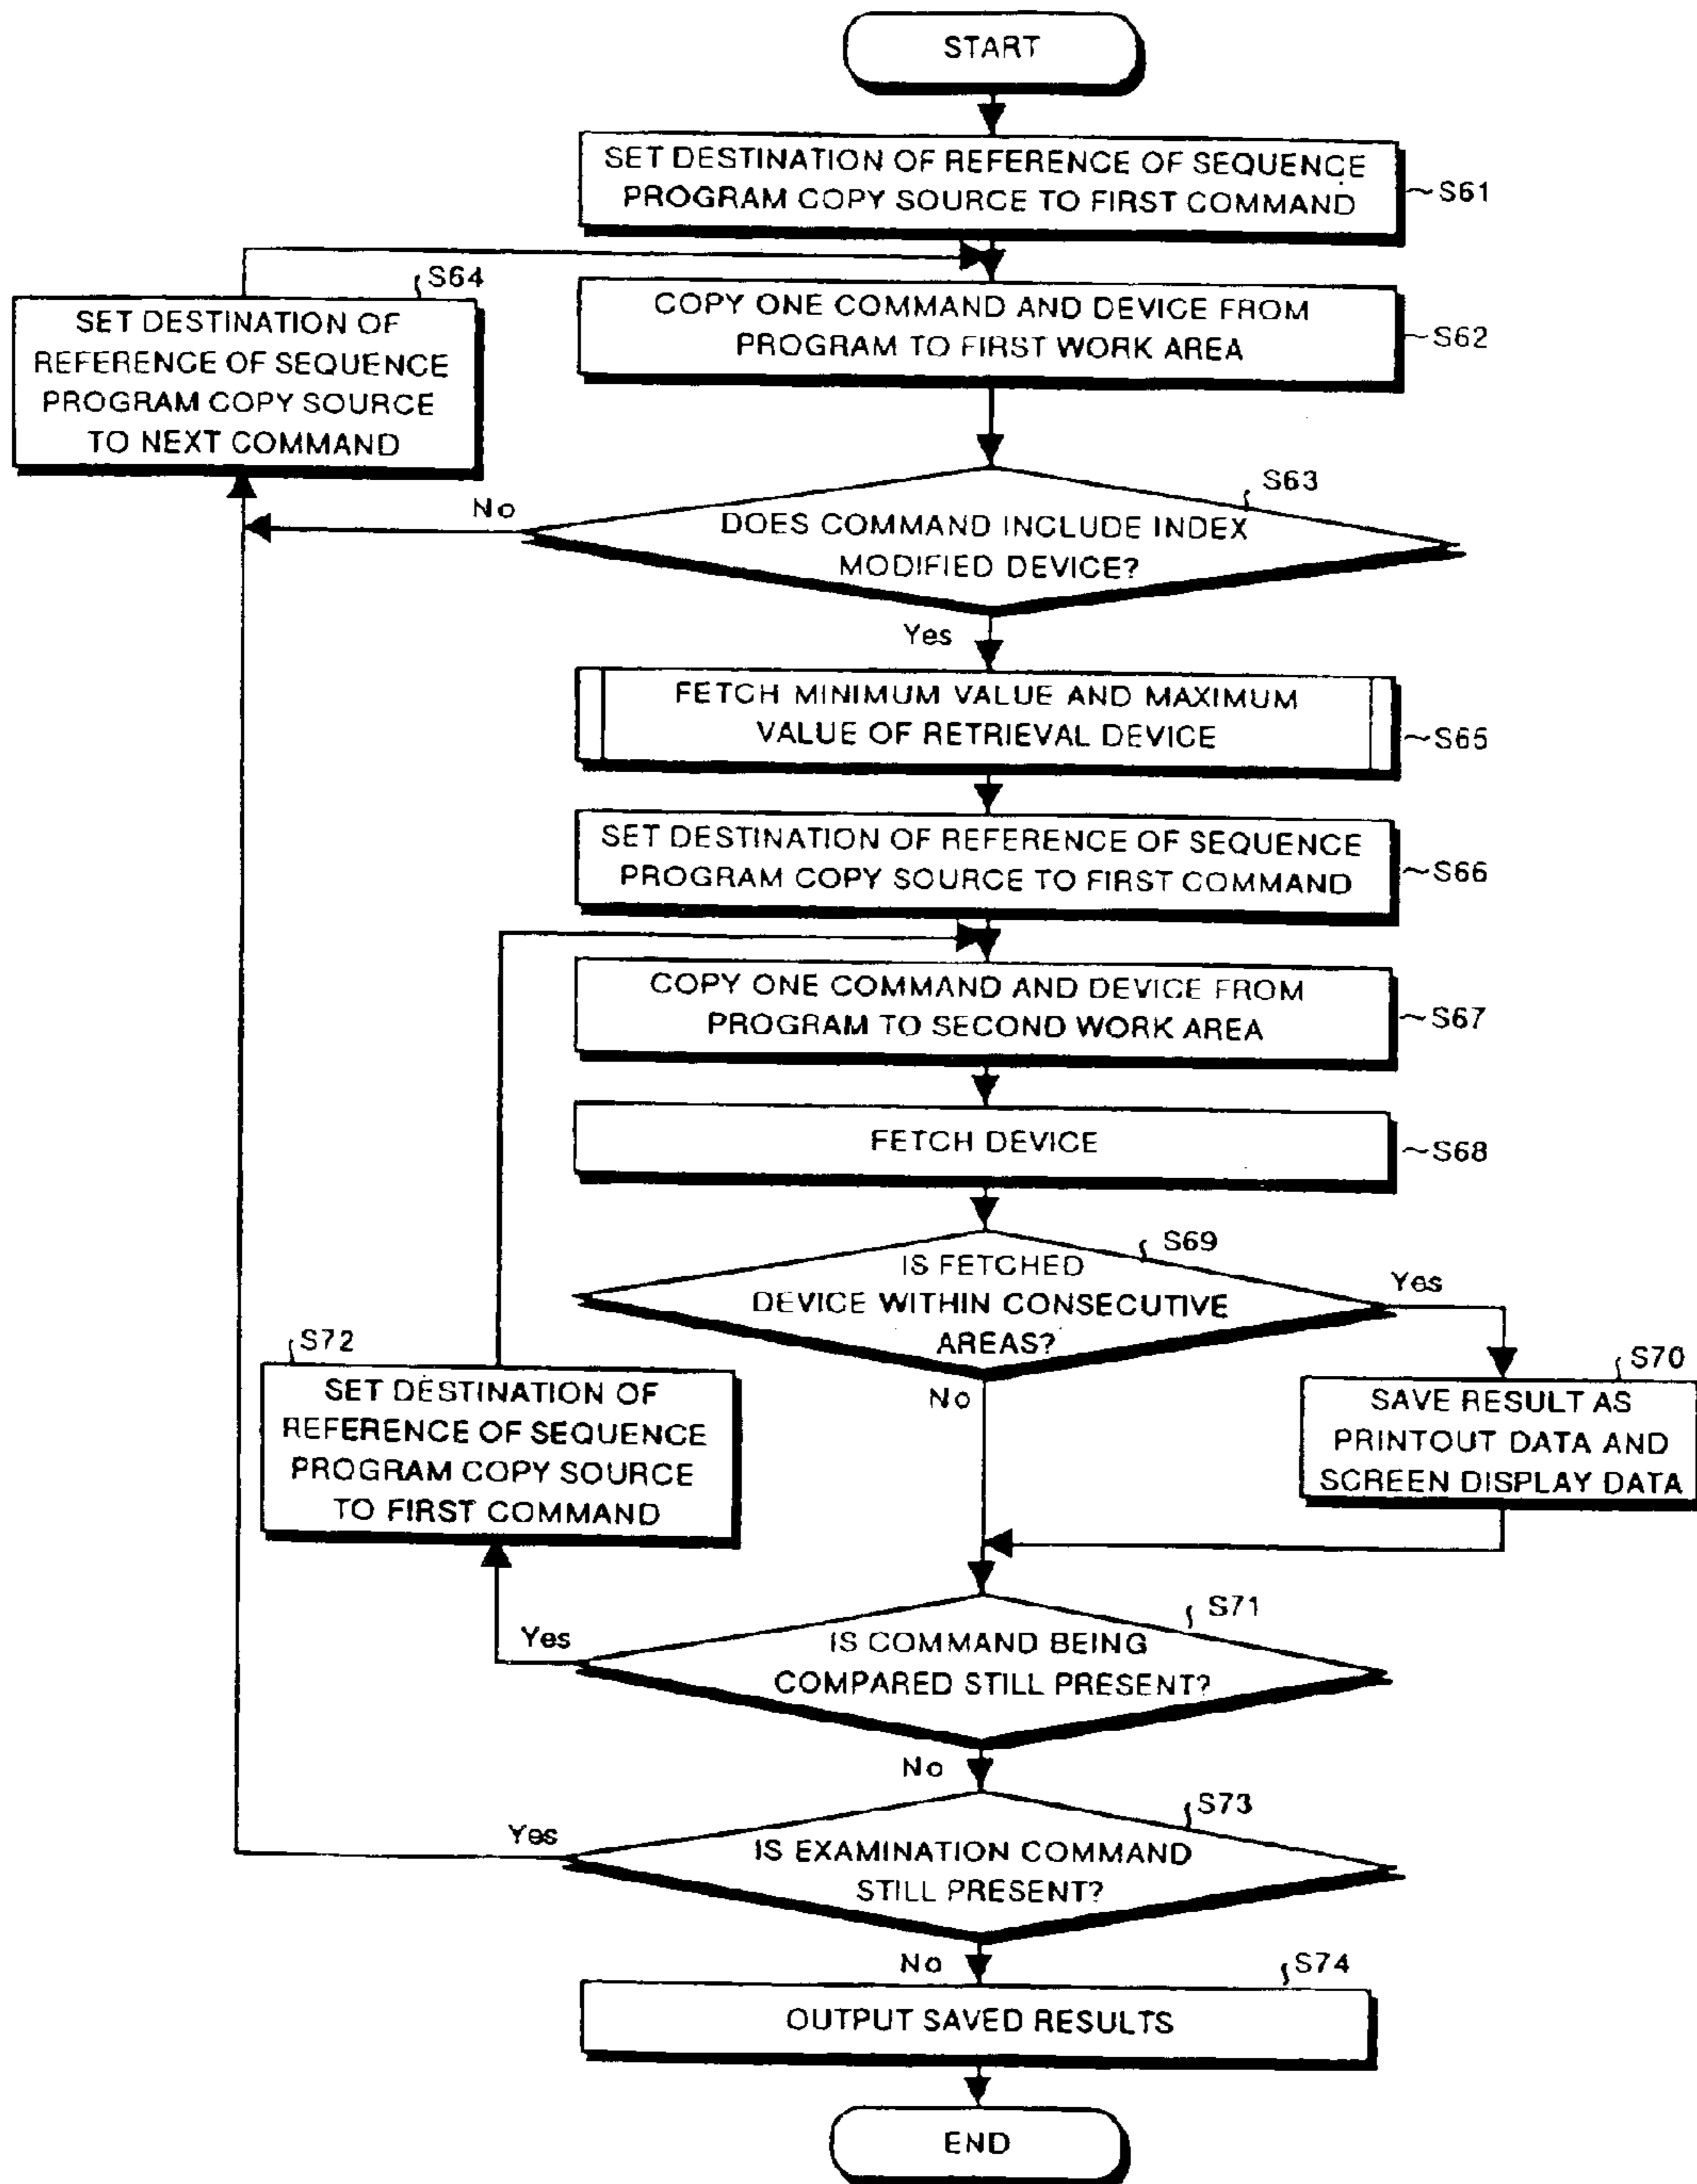 START
SET DESTINATION OF REFERENCE OF SEQUENCE
PROGRAM COPY SOURCE TO FIRST COMMAND
~S61
S64
SET DESTINATION OF
REFERENCE OF SEQUENCE
PROGRAM COPY SOURCE
TO NEXT COMMAND
COPY ONE COMMAND AND DEVICE FROM
PROGRAM TO FIRST WORK AREA
~S62
S63
No
DOES COMMAND INCLUDE INDEX
MODIFIED DEVICE?
Yes
FETCH MINIMUM VALUE AND MAXIMUM
VALUE OF RETRIEVAL DEVICE
~S65
SET DESTINATION OF REFERENCE OF SEQUENCE
PROGRAM COPY SOURCE TO FIRST COMMAND
~S66
COPY ONE COMMAND AND DEVICE FROM
PROGRAM TO SECOND WORK AREA
~S67
FETCH DEVICE
~S68
S69
IS FETCHED
DEVICE WITHIN CONSECUTIVE
AREAS?
Yes
No
S72
SET DESTINATION OF
REFERENCE OF SEQUENCE
PROGRAM COPY SOURCE
TO FIRST COMMAND
S70
SAVE RESULT AS
PRINTOUT DATA AND
SCREEN DISPLAY DATA
S71
Yes
IS COMMAND BEING
COMPARED STILL PRESENT?
No
S73
Yes
IS EXAMINATION COMMAND
STILL PRESENT?
No
S74
OUTPUT SAVED RESULTS
END